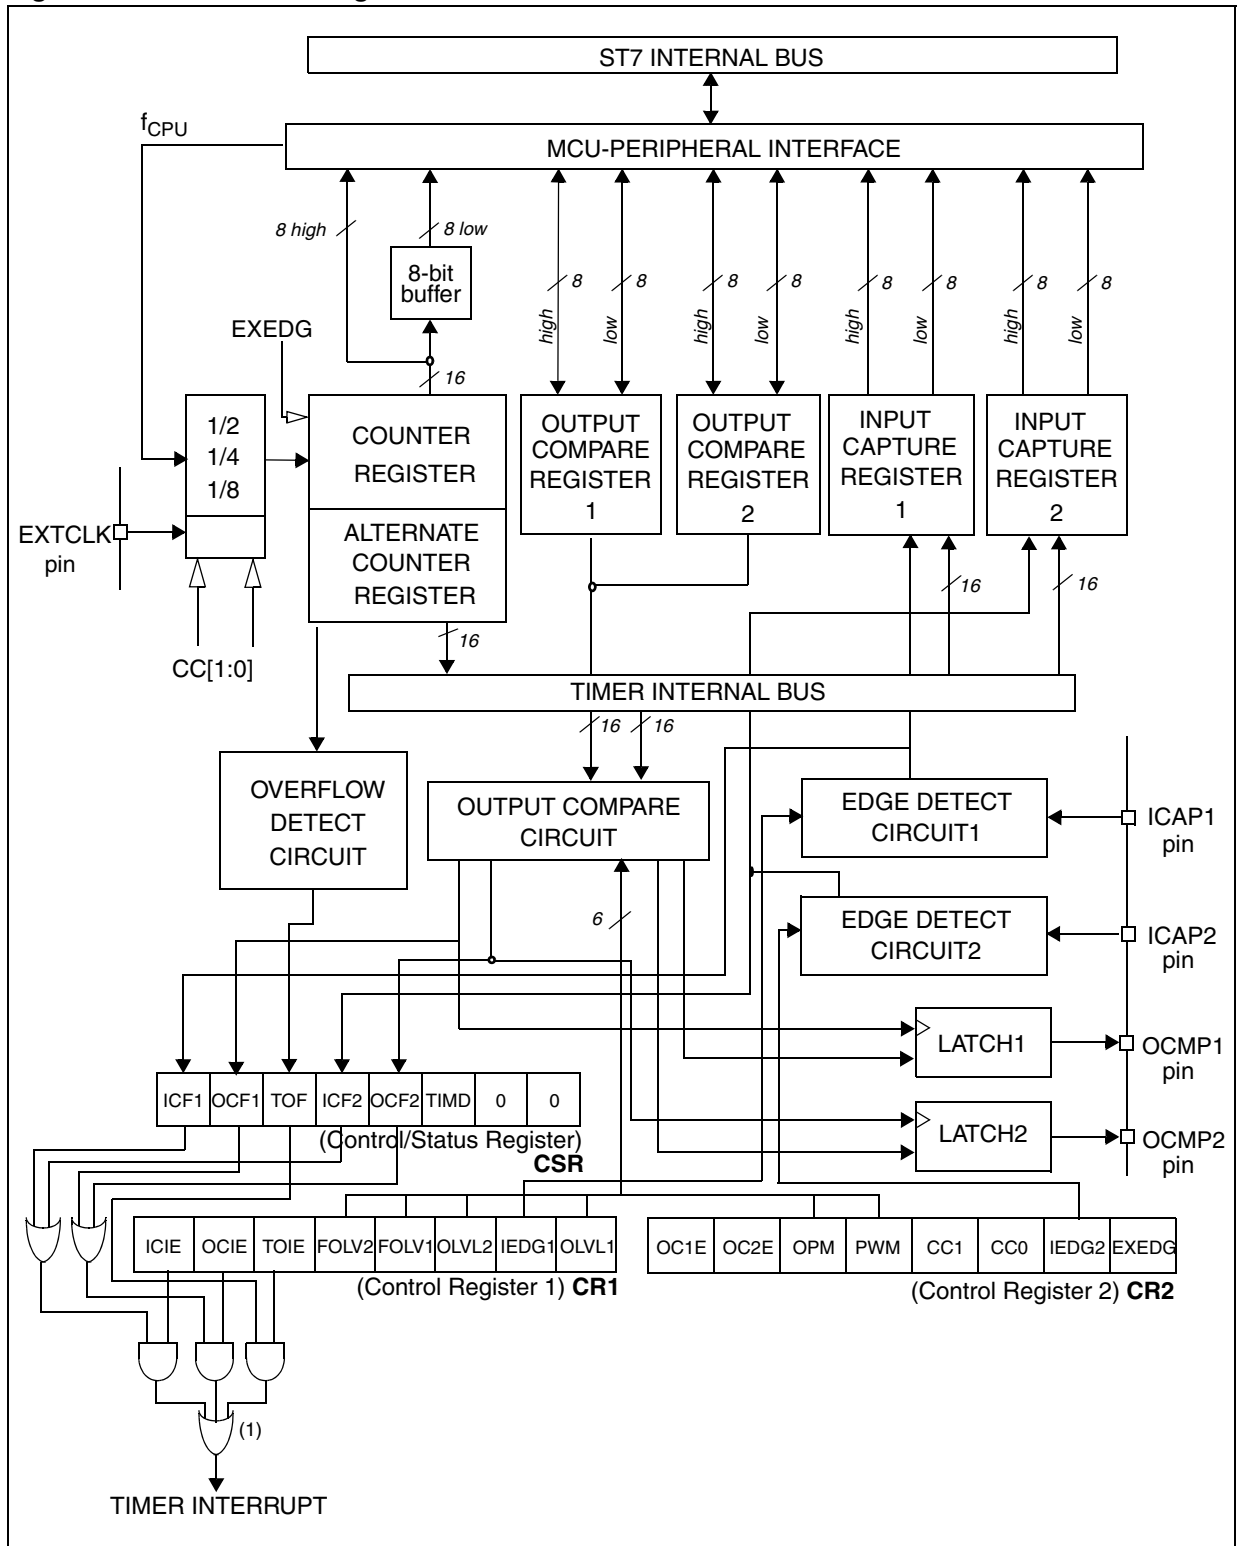 ST7 INTERNAL BUS
fCPU
MCU-PERIPHERAL INTERFACE
8 high
8 low
8-bit
buffer
8
8
8
8
8
8
8
8
high
low
high
low
high
low
high
low
EXEDG
16
1/2
1/4
1/8
COUNTER
REGISTER
ALTERNATE
COUNTER
REGISTER
OUTPUT
COMPARE
REGISTER
1
OUTPUT
COMPARE
REGISTER
2
INPUT
CAPTURE
REGISTER
1
INPUT
CAPTURE
REGISTER
2
EXTCLK
pin
CC[1:0]
16
16
16
TIMER INTERNAL BUS
16
16
OVERFLOW
DETECT
CIRCUIT
OUTPUT COMPARE
CIRCUIT
EDGE DETECT
CIRCUIT1
ICAP1
pin
6
EDGE DETECT
CIRCUIT2
ICAP2
pin
LATCH1
OCMP1
pin
LATCH2
OCMP2
pin
ICF1 OCF1 TOF ICF2 OCF2 TIMD 0 0
(Control/Status Register)
CSR
ICIE OCIE TOIE FOLV2 FOLV1 OLVL2 IEDG1 OLVL1
(Control Register 1) CR1
OC1E OC2E OPM PWM CC1 CC0 IEDG2 EXEDG
(Control Register 2) CR2
(1)
TIMER INTERRUPT